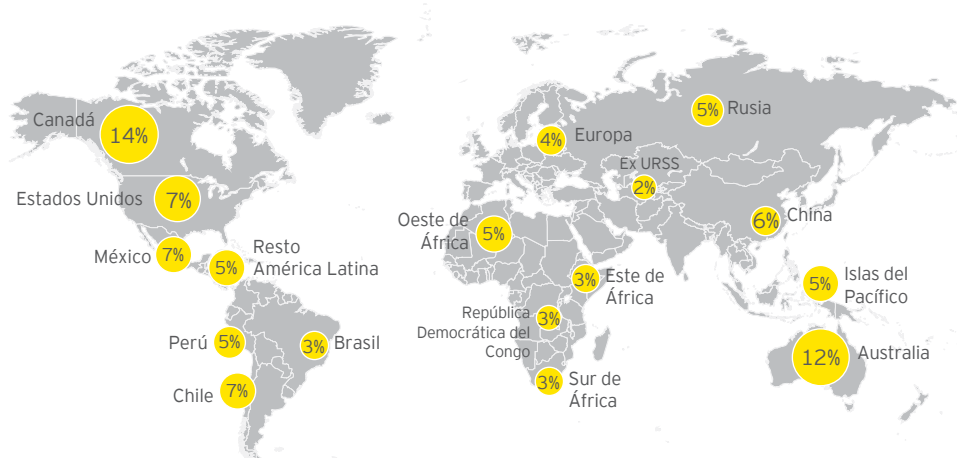 Canadá
14%
Estados Unidos
7%
México
7%
Resto
América Latina
5%
Perú
5%
3%
Brasil
Chile
7%
5%
Rusia
4%
Europa
Ex URSS
2%
6%
China
Oeste de
África
5%
3%
Este de
África
República
Democrática del
Congo
3%
3%
Sur de
África
5%
Islas del
Pacífico
12%
Australia